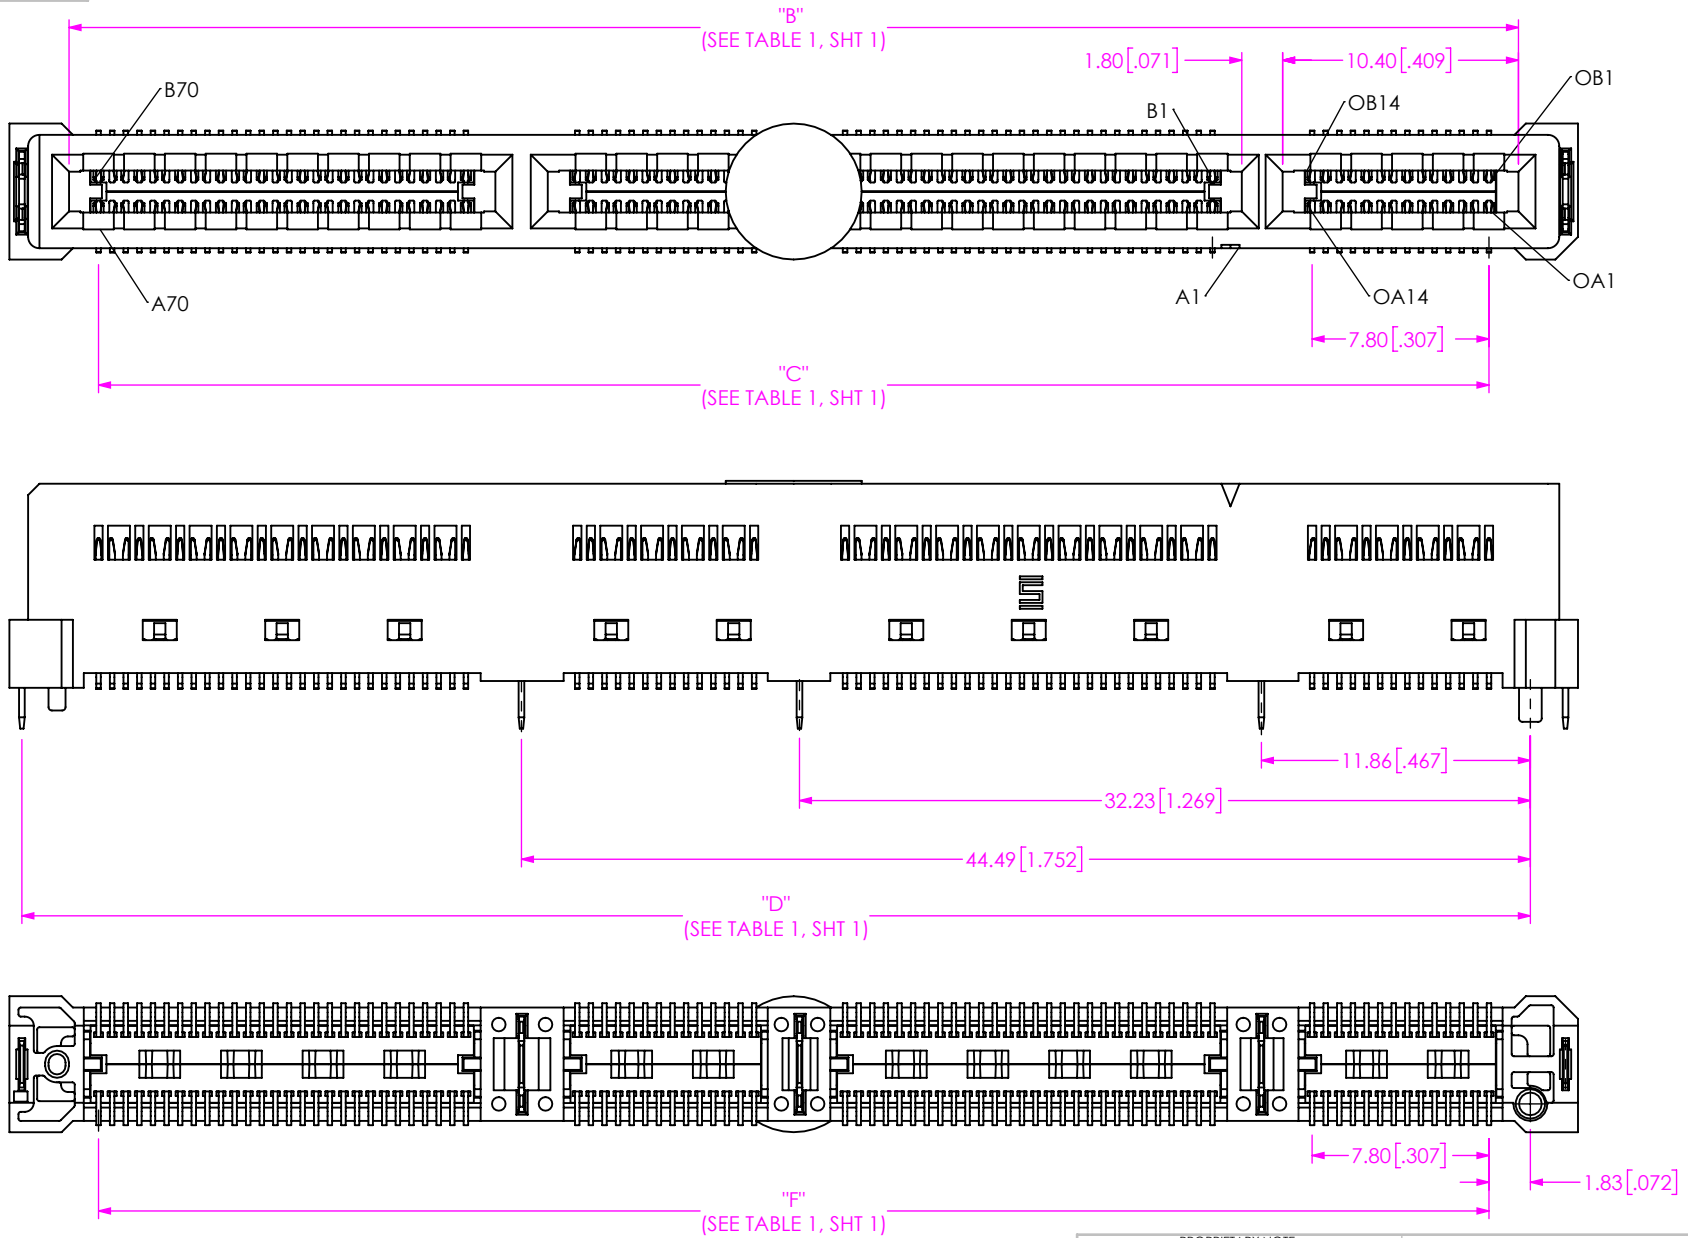 "B"
(SEE TABLE 1, SHT 1)
1.80[.071]
10.40[.409]
OB1
B70
B1
OB14
A70
A1
OA14
OA1
7.80[.307]
"C"
(SEE TABLE 1, SHT 1)
11.86[.467]
32.23[1.269]
44.49[1.752]
"D"
(SEE TABLE 1, SHT 1)
7.80[.307]
1.83[.072]
"F"
(SEE TABLE 1, SHT 1)
PROPRIETARY NOTE